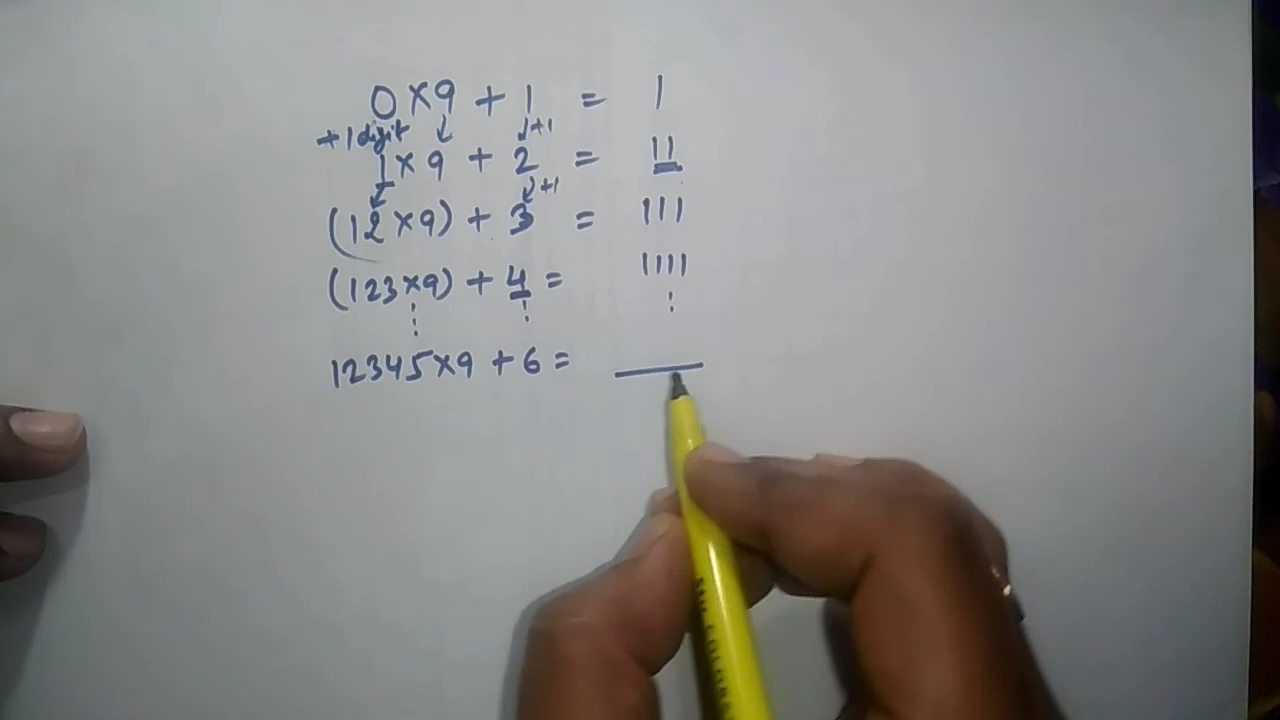 0 × 9 + 1 = 1
+1 digit ↓ ↓+1
1 × 9 + 2 = 11
↓ ↓+1
(12 × 9) + 3 = 111
(123 × 9) + 4 = 1111
⋮ ⋮ ⋮
12345 × 9 + 6 = ____